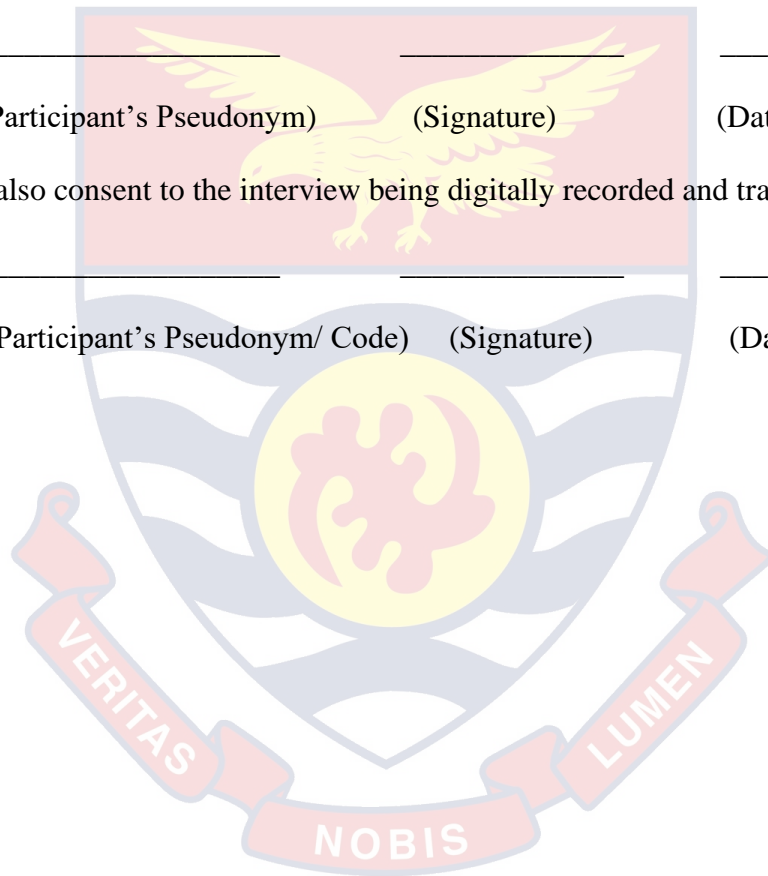 (Participant’s Pseudonym) (Signature) (Dat
also consent to the interview being digitally recorded and tra
Participant’s Pseudonym/ Code) (Signature) (Da
VERITAS
NOBIS
LUMEN